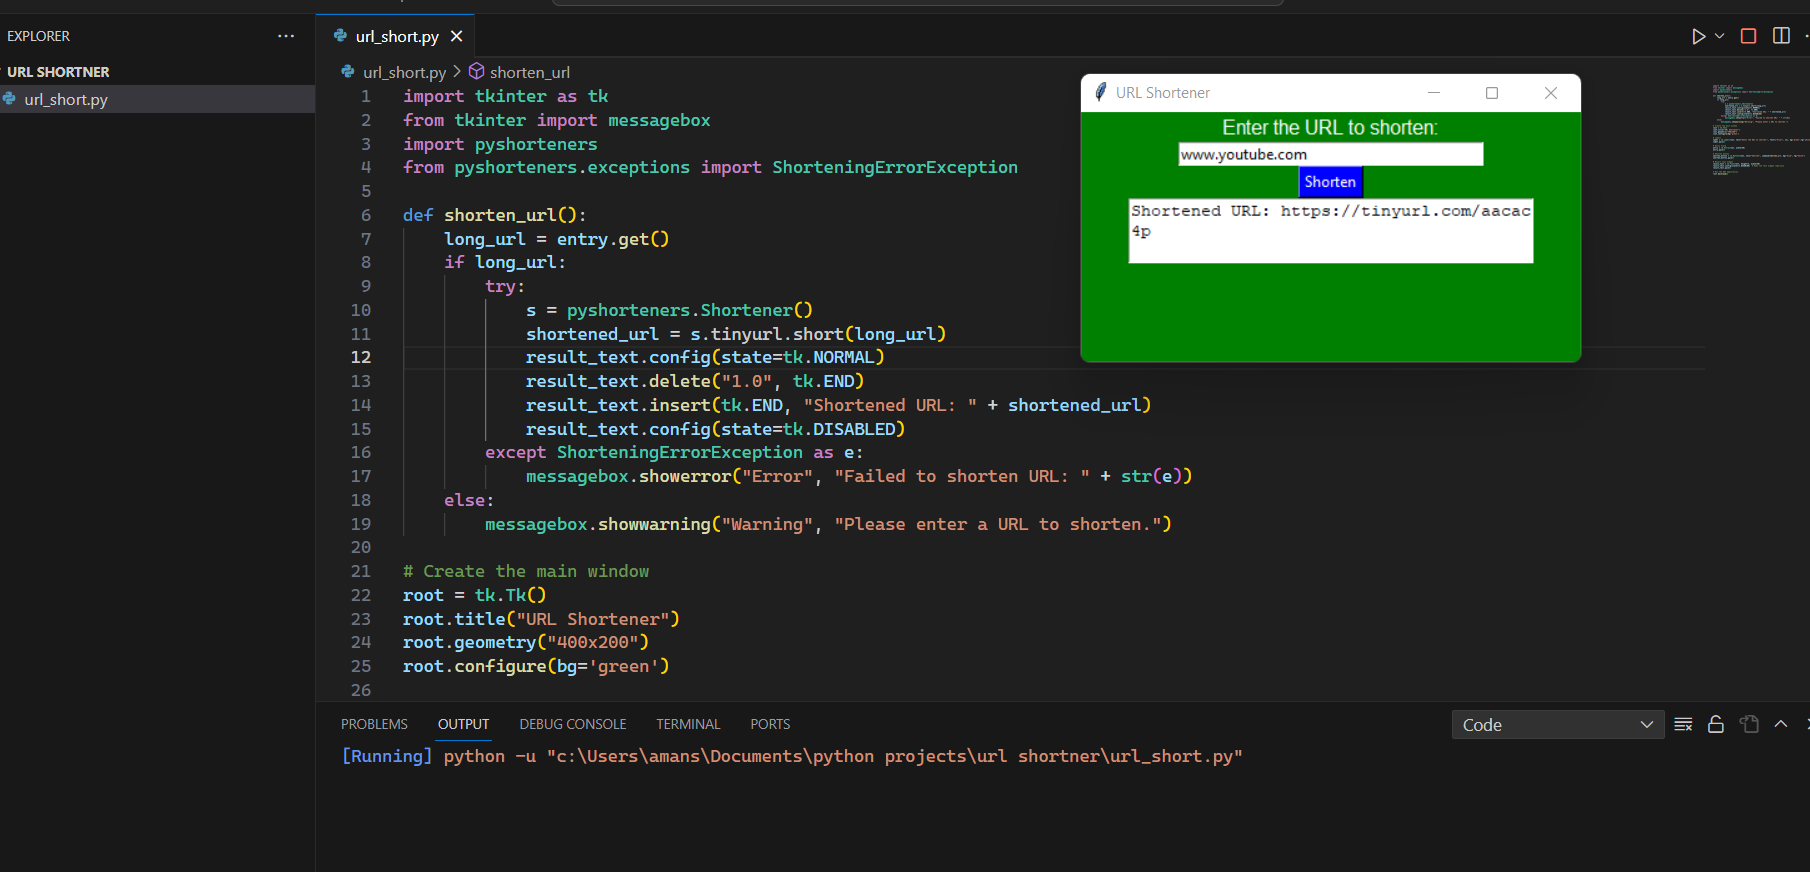 EXPLORER
URL SHORTNER
url_short.py
url_short.py
url_short.py > shorten_url
1 import tkinter as tk
2 from tkinter import messagebox
3 import pyshorteners
4 from pyshorteners.exceptions import ShorteningErrorException
5
6 def shorten_url():
7 long_url = entry.get()
8 if long_url:
9 try:
10 s = pyshorteners.Shortener()
11 shortened_url = s.tinyurl.short(long_url)
12 result_text.config(state=tk.NORMAL)
13 result_text.delete("1.0", tk.END)
14 result_text.insert(tk.END, "Shortened URL: " + shortened_url)
15 result_text.config(state=tk.DISABLED)
16 except ShorteningErrorException as e:
17 messagebox.showerror("Error", "Failed to shorten URL: " + str(e))
18 else:
19 messagebox.showwarning("Warning", "Please enter a URL to shorten.")
20
21 # Create the main window
22 root = tk.Tk()
23 root.title("URL Shortener")
24 root.geometry("400x200")
25 root.configure(bg='green')
26
URL Shortener
Enter the URL to shorten:
www.youtube.com
Shorten
Shortened URL: https://tinyurl.com/aacac
4p
PROBLEMS OUTPUT DEBUG CONSOLE TERMINAL PORTS
Code
[Running] python -u "c:\Users\amans\Documents\python projects\url shortner\url_short.py"